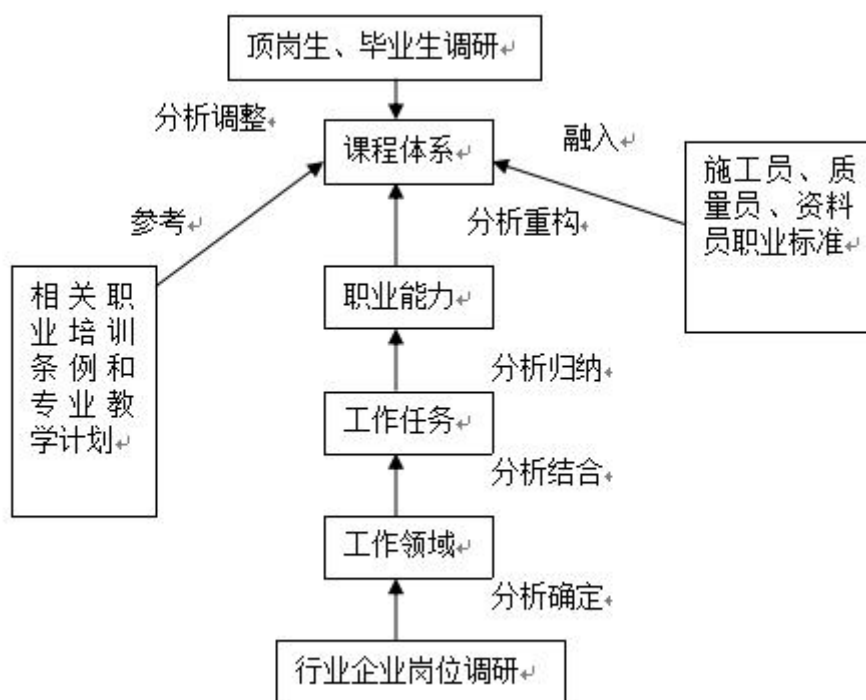 顶岗生、毕业生调研
分析调整
课程体系
融入
施工员、质
量员、资料
员职业标准
参考
分析重构
相关职
业培训
条例和
专业教
学计划
职业能力
分析归纳
工作任务
分析结合
工作领域
分析确定
行业企业岗位调研